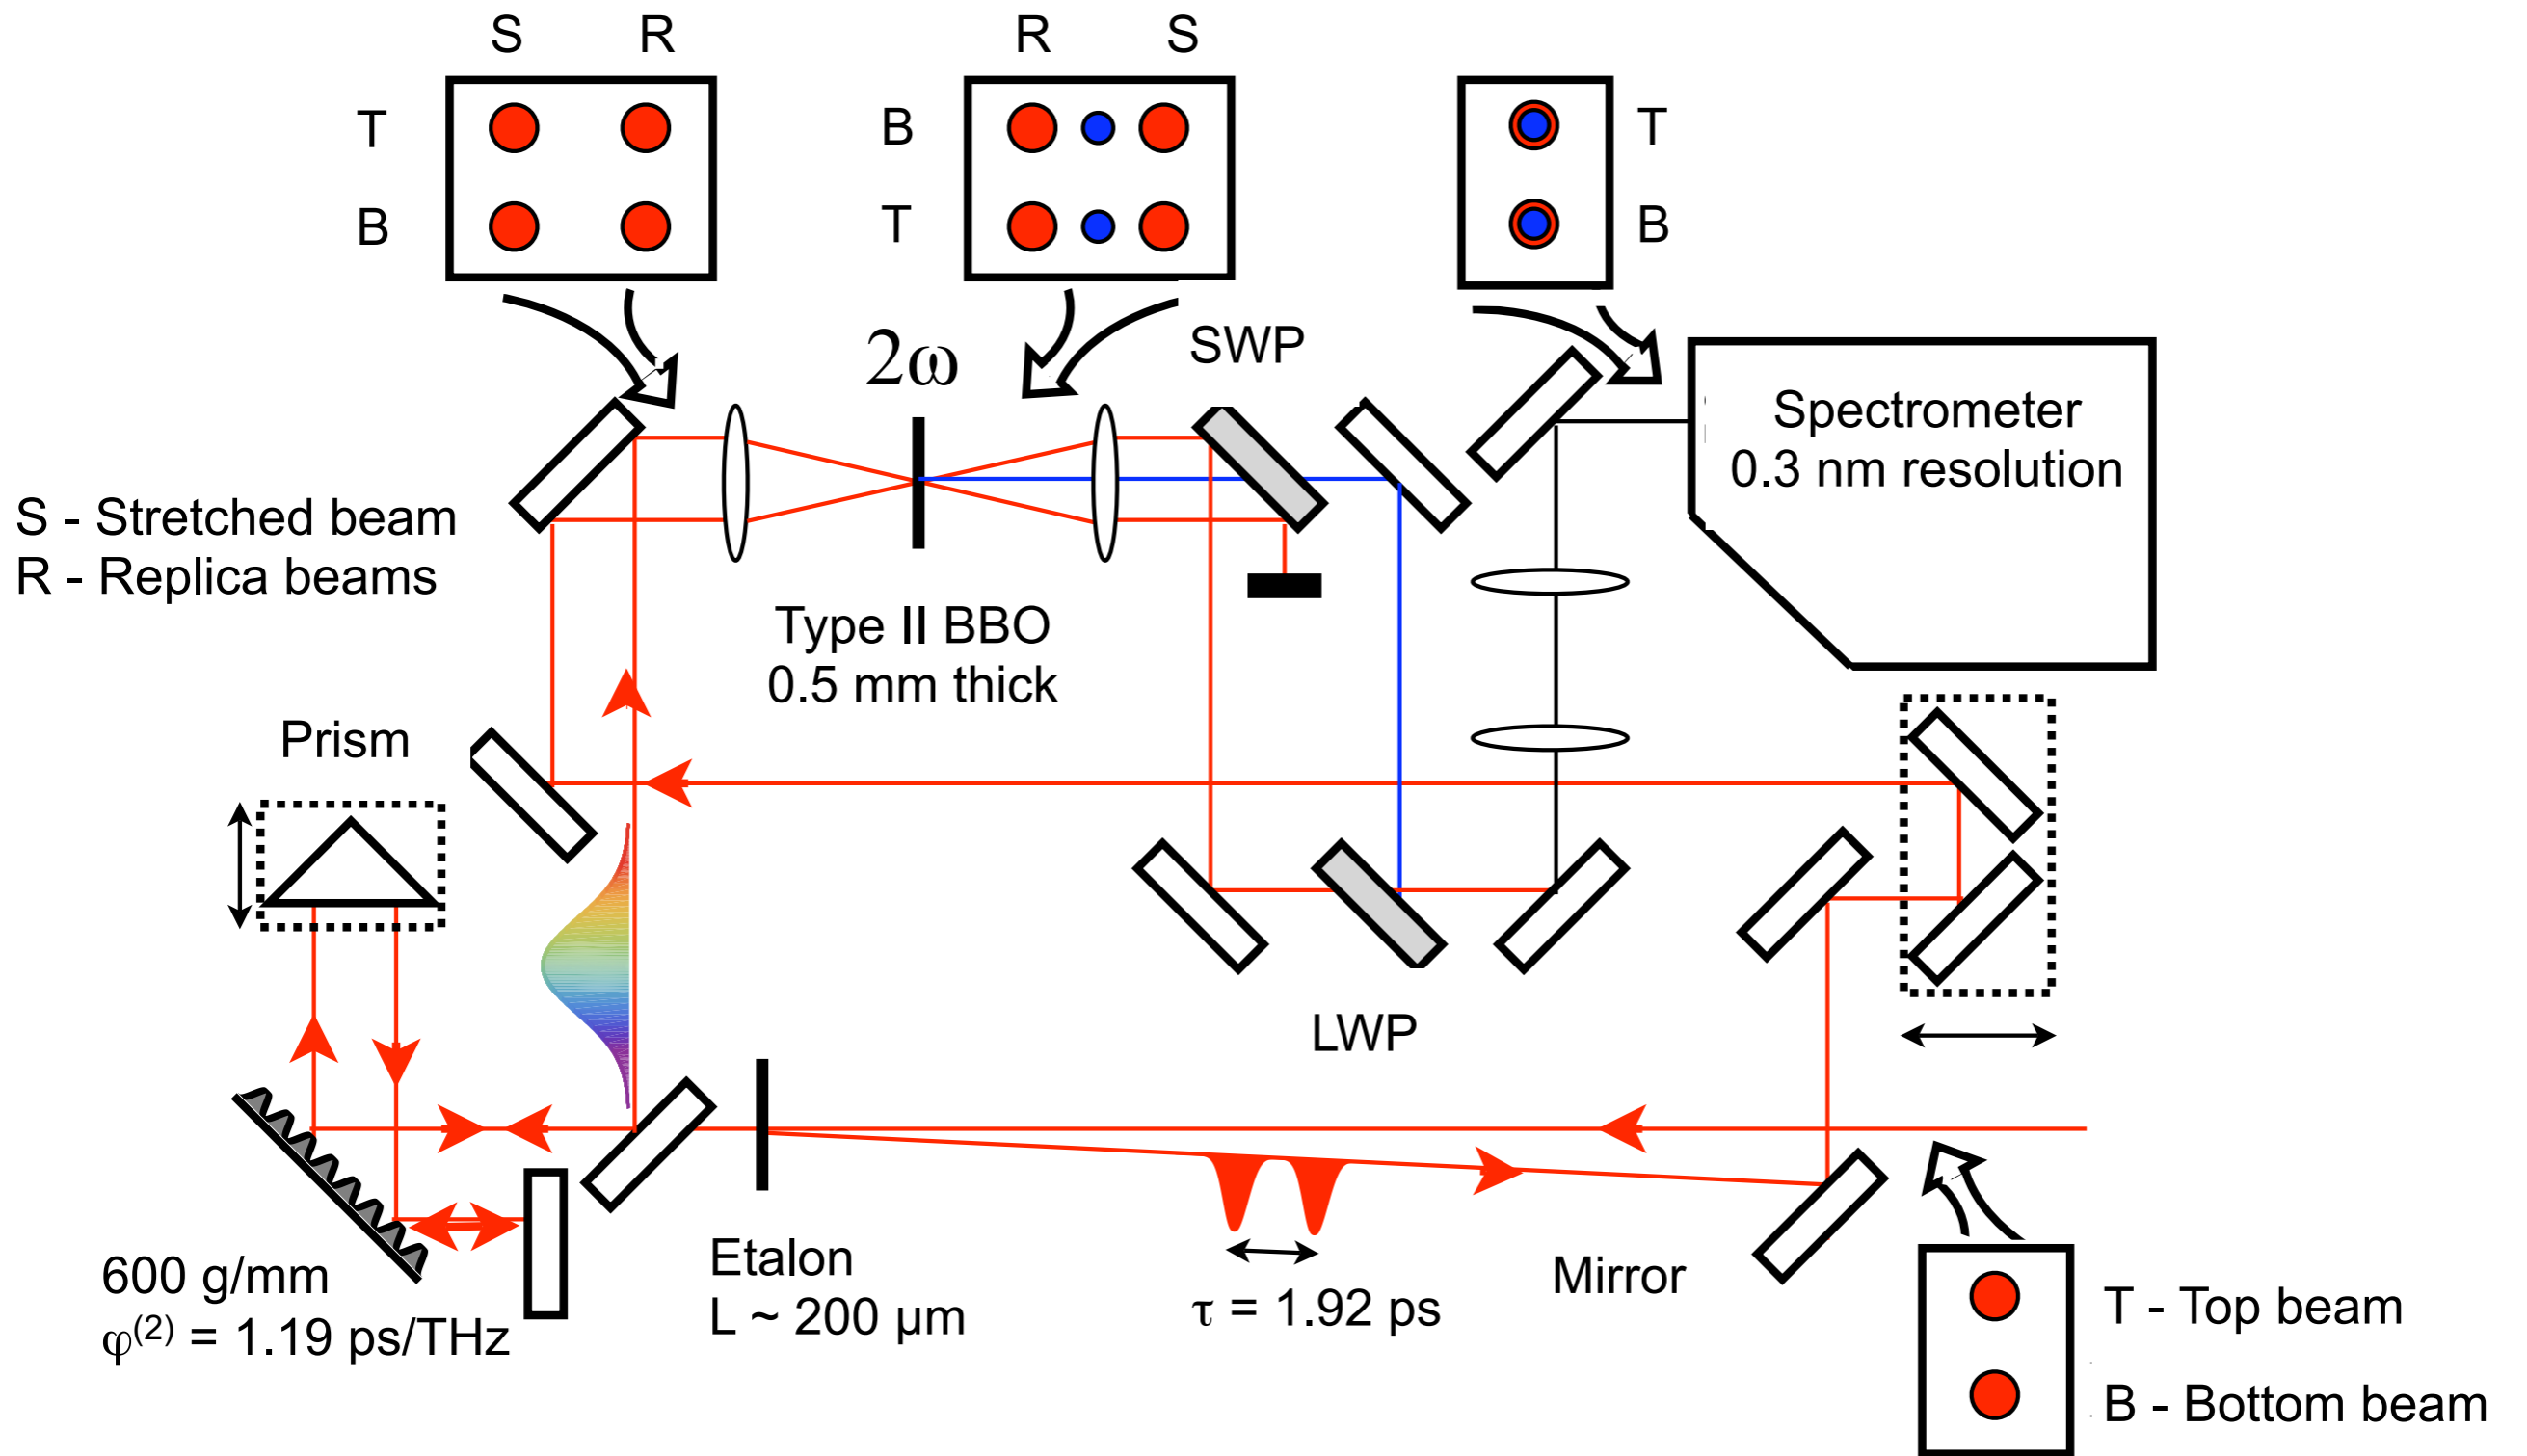 S R
R S
T
B
T
B
T
B
SWP
2ω
Spectrometer
0.3 nm resolution
S - Stretched beam
R - Replica beams
Type II BBO
0.5 mm thick
Prism
LWP
Etalon
L ~ 200 μm
600 g/mm
φ(2) = 1.19 ps/THz
τ = 1.92 ps
Mirror
T - Top beam
B - Bottom beam